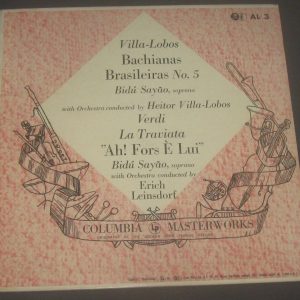 AL 3
Villa-Lobos
Bachianas
Brasileiras No. 5
Bidú Sayão, soprano
with Orchestra conducted by Heitor Villa-Lobos
Verdi
La Traviata
"Ah! Fors È Lui"
Bidú Sayão, soprano
with Orchestra conducted by
Erich
Leinsdorf
COLUMBIA MASTERWORKS